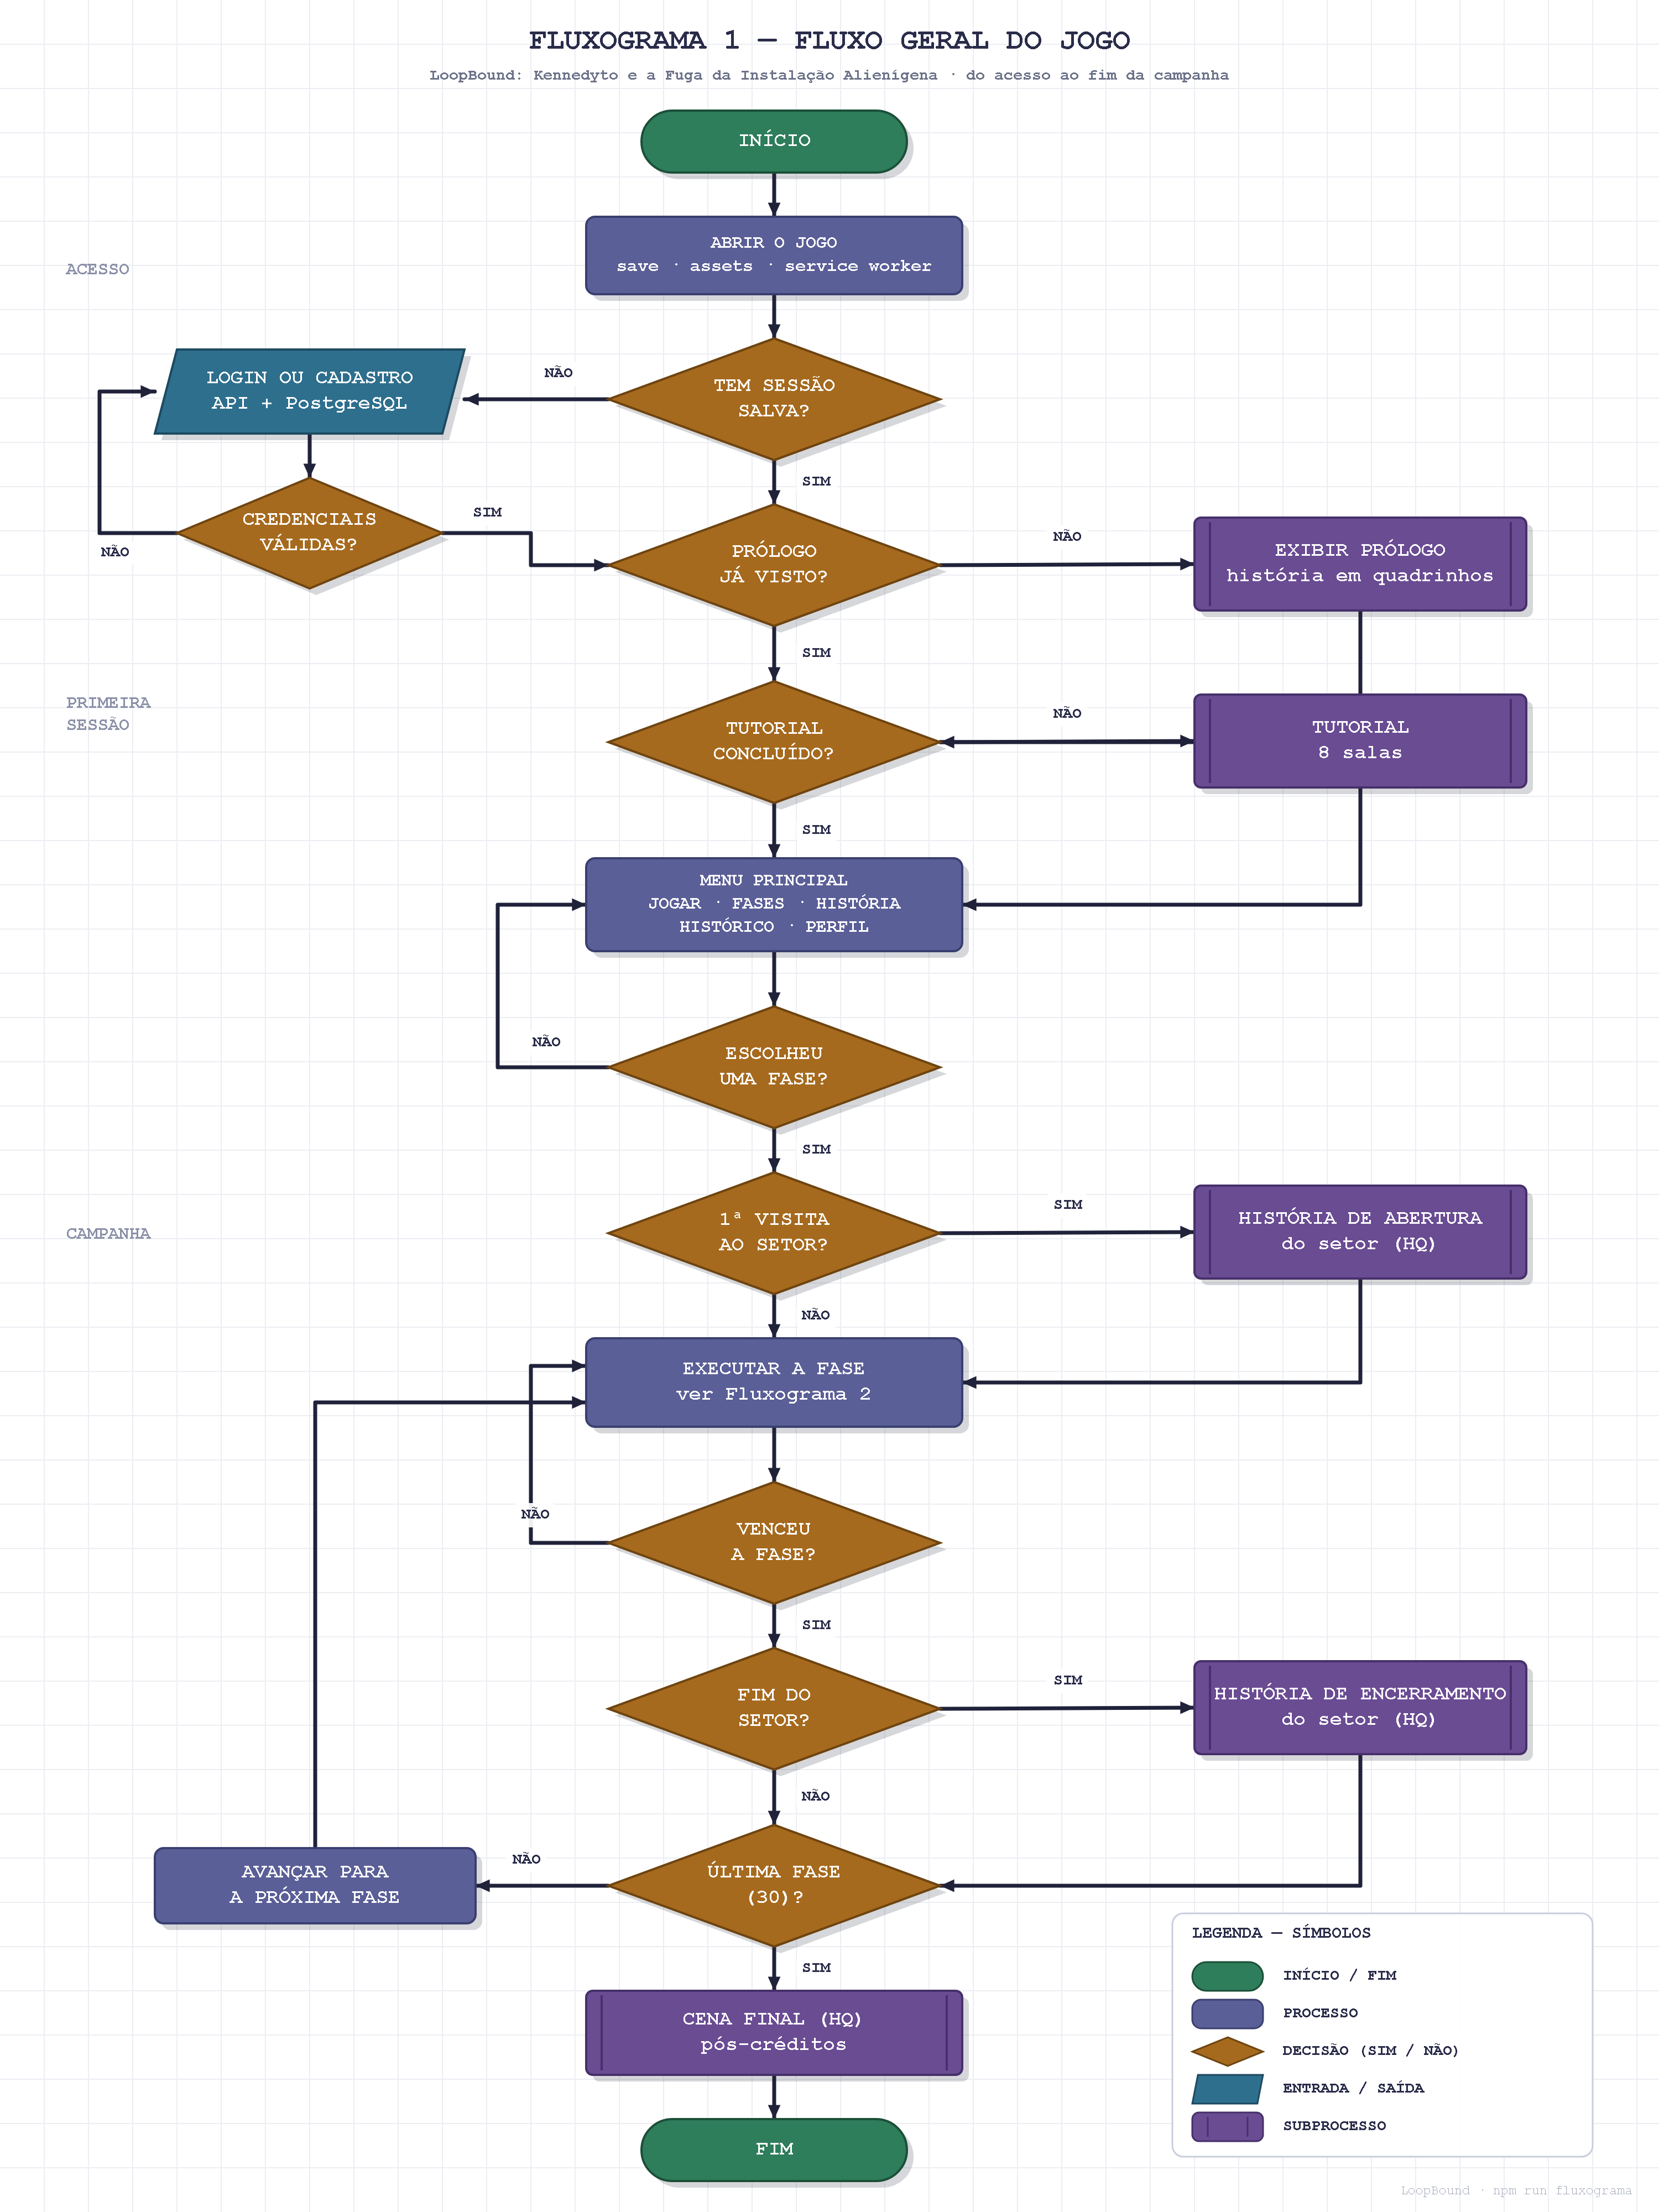 FLUXOGRAMA 1 — FLUXO GERAL DO JOGO
LoopBound: Kennedyto e a Fuga da Instalação Alienígena · do acesso ao fim da campanha
INÍCIO
ABRIR O JOGO
save · assets · service worker
ACESSO
LOGIN OU CADASTRO
API + PostgreSQL
NÃO
TEM SESSÃO
SALVA?
SIM
CREDENCIAIS
VÁLIDAS?
NÃO
SIM
PRÓLOGO
JÁ VISTO?
NÃO
EXIBIR PRÓLOGO
história em quadrinhos
SIM
PRIMEIRA
SESSÃO
TUTORIAL
CONCLUÍDO?
NÃO
TUTORIAL
8 salas
SIM
MENU PRINCIPAL
JOGAR · FASES · HISTÓRIA
HISTÓRICO · PERFIL
NÃO
ESCOLHEU
UMA FASE?
SIM
CAMPANHA
1ª VISITA
AO SETOR?
SIM
HISTÓRIA DE ABERTURA
do setor (HQ)
NÃO
EXECUTAR A FASE
ver Fluxograma 2
NÃO
VENCEU
A FASE?
SIM
FIM DO
SETOR?
SIM
HISTÓRIA DE ENCERRAMENTO
do setor (HQ)
NÃO
AVANÇAR PARA
A PRÓXIMA FASE
NÃO
ÚLTIMA FASE
(30)?
SIM
CENA FINAL (HQ)
pós-créditos
FIM
LEGENDA — SÍMBOLOS
INÍCIO / FIM
PROCESSO
DECISÃO (SIM / NÃO)
ENTRADA / SAÍDA
SUBPROCESSO
LoopBound · npm run fluxograma